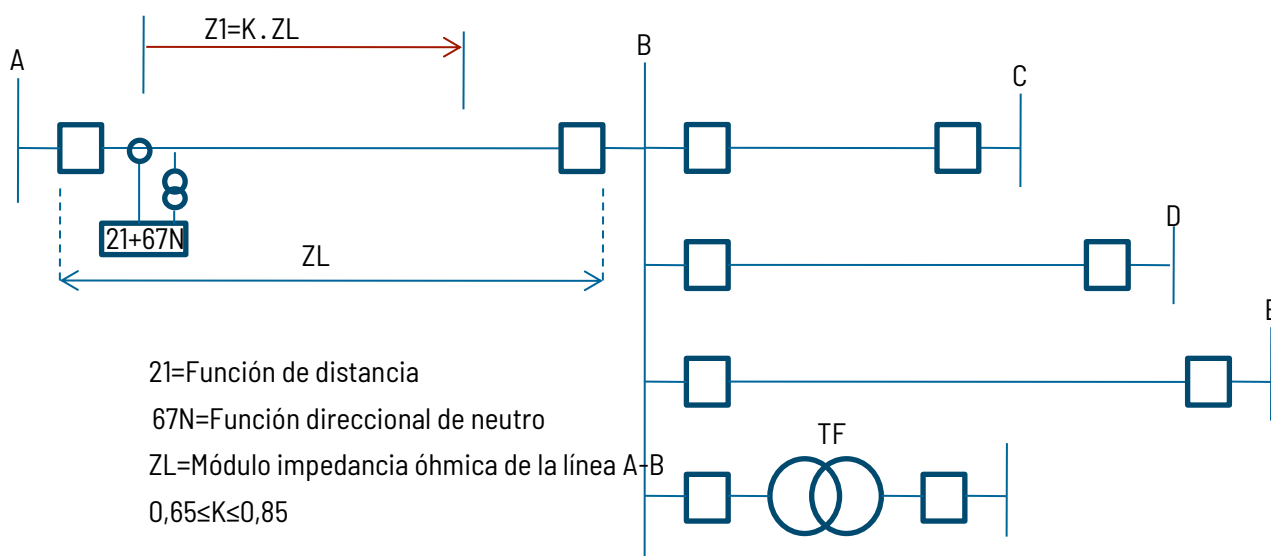 Z1=K.ZL
A
B
C
21+67N
D
ZL
E
21=Función de distancia
67N=Función direccional de neutro
TF
ZL=Módulo impedancia óhmica de la línea A-B
0,65≤K≤0,85